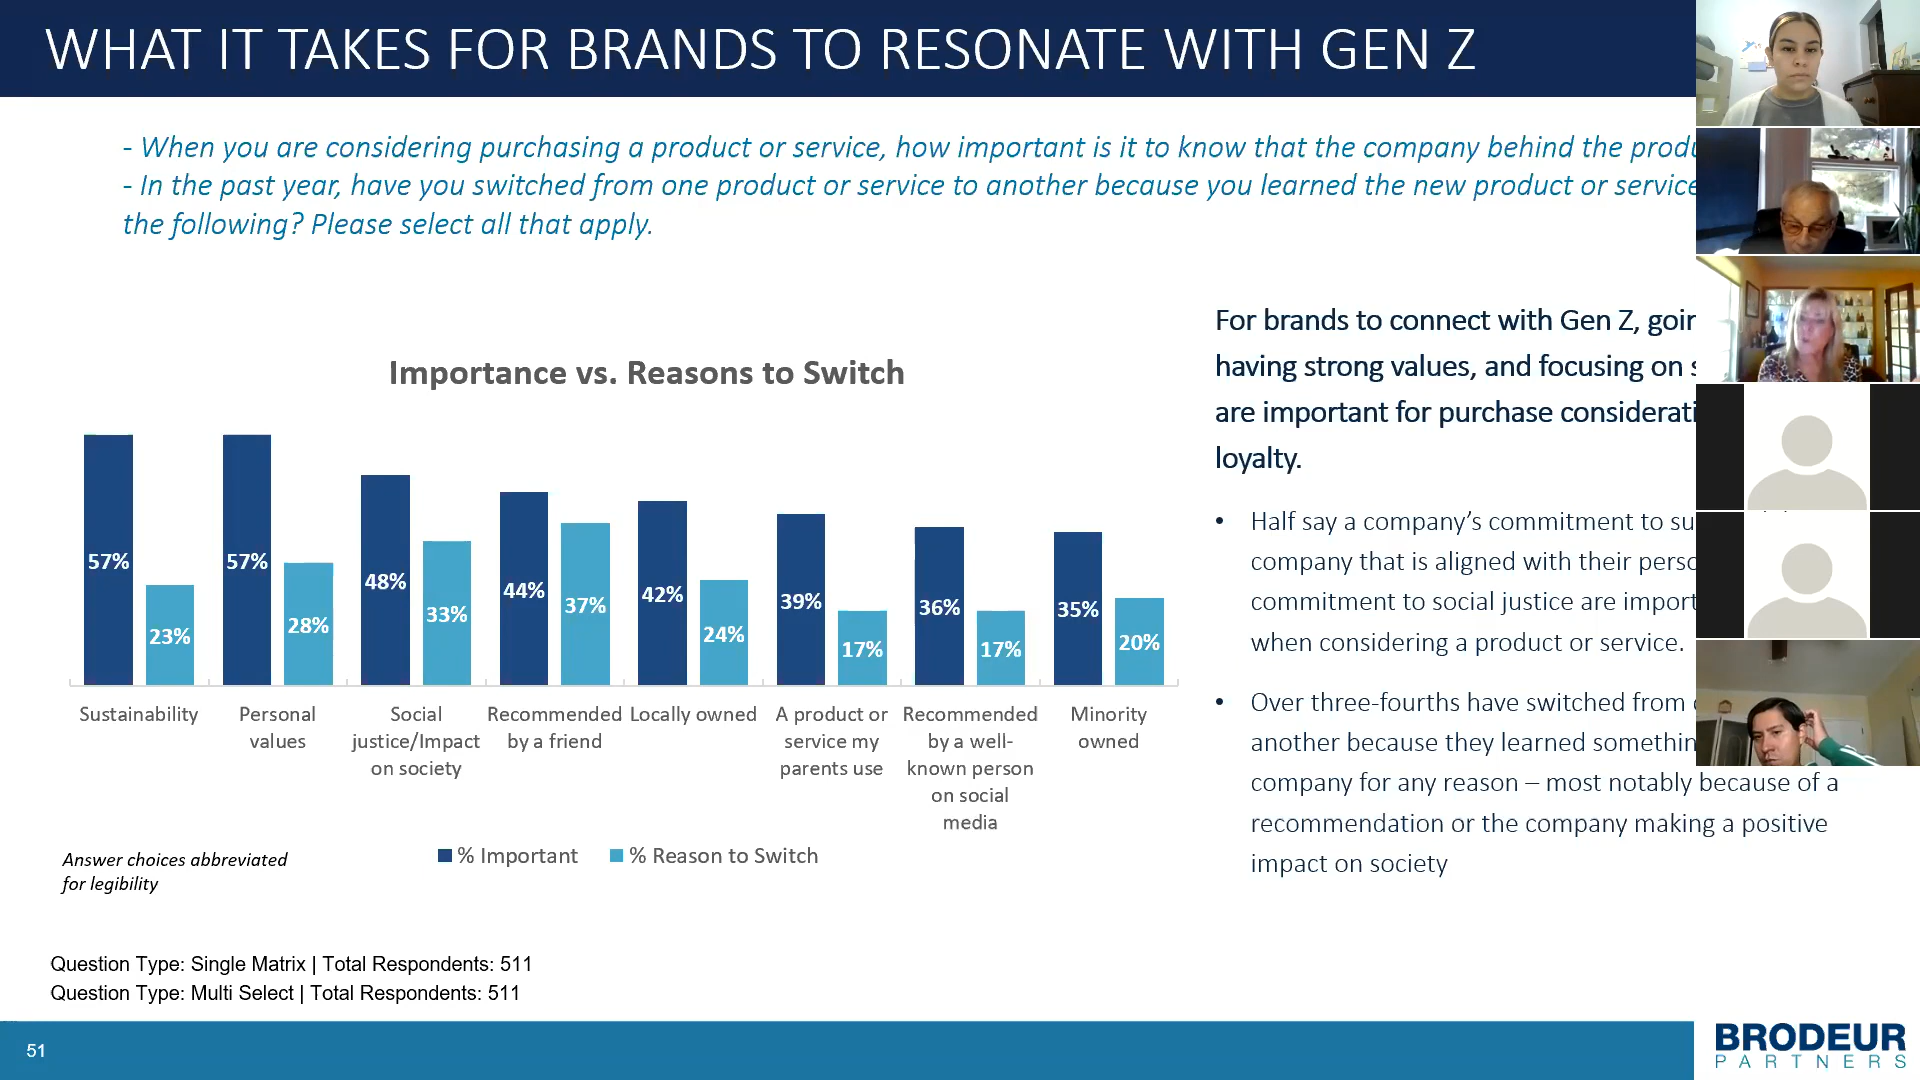 WHAT IT TAKES FOR BRANDS TO RESONATE WITH GEN Z
- When you are considering purchasing a product or service, how important is it to know that the company behind the
- In the past year, have you switched from one product or service to another because you learned the new product or service
the following? Please select all that apply.
For brands to connect with Gen Z,
having strong values, and focusing on
are important for purchase
loyalty.
Importance vs. Reasons to Switch
57%
23%
57%
28%
48%
33%
44%
37%
42%
24%
39%
17%
36%
17%
35%
20%
Sustainability
Personal
values
Social
justice/Impact
on society
Recommended
by a friend
Locally owned
A product or
service my
parents use
Recommended
by a well-
known person
on social
media
Minority
owned
% Important
% Reason to Switch
Answer choices abbreviated
for legibility
• Half say a company’s commitment to
company that is aligned with their
commitment to social justice are
when considering a product or service.
• Over three-fourths have switched from
another because they learned
company for any reason – most notably because of a
recommendation or the company making a positive
impact on society
Question Type: Single Matrix | Total Respondents: 511
Question Type: Multi Select | Total Respondents: 511
51
BRODEUR
PARTNERS